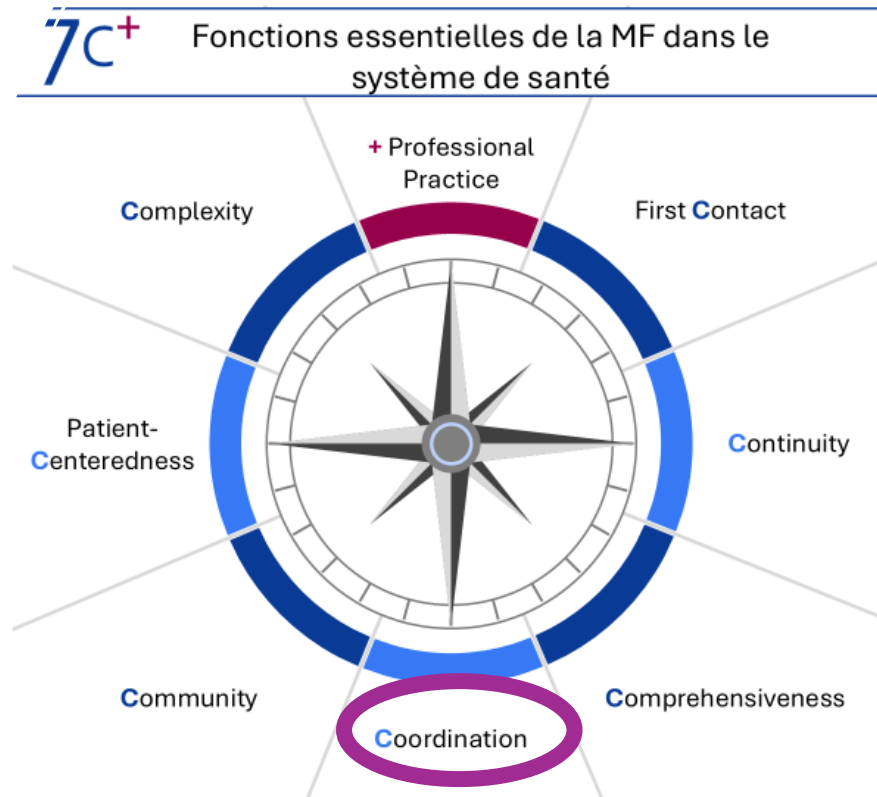 7C+
Fonctions essentielles de la MF dans le
système de santé
+ Professional
Practice
Complexity
First Contact
Patient-
Centeredness
Continuity
Community
Comprehensiveness
Coordination